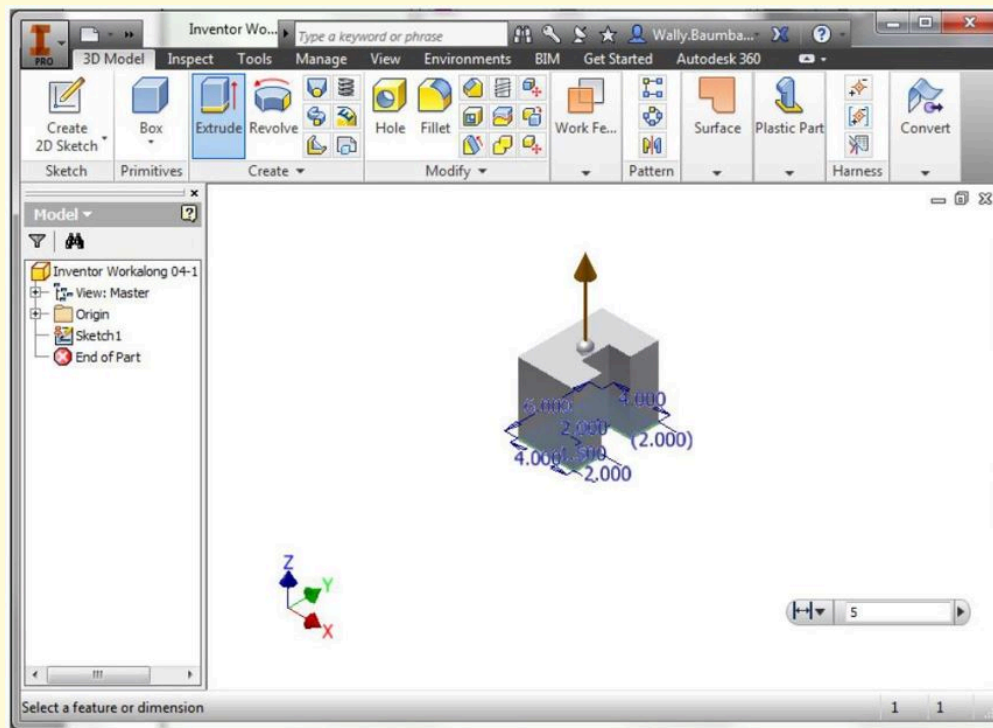 Inventor Wo...
Type a keyword or phrase
Wally.Baumba...
PRO
3D Model Inspect Tools Manage View Environments BIM Get Started Autodesk 360
Create
2D Sketch
Box
Extrude
Revolve
Hole
Fillet
Work Fe...
Surface
Plastic Part
Convert
Sketch Primitives Create Modify Pattern Harness
Model
Inventor Workalong 04-1
View: Master
Origin
Sketch1
End of Part
6.000
4.000
2.000
(2.000)
4.000
2.000
Z
Y
X
5
Select a feature or dimension
1 1